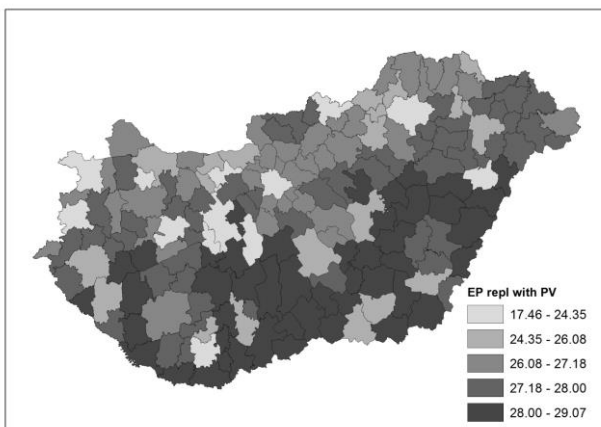 EP repl with PV
17.46 - 24.35
24.35 - 26.08
26.08 - 27.18
27.18 - 28.00
28.00 - 29.07